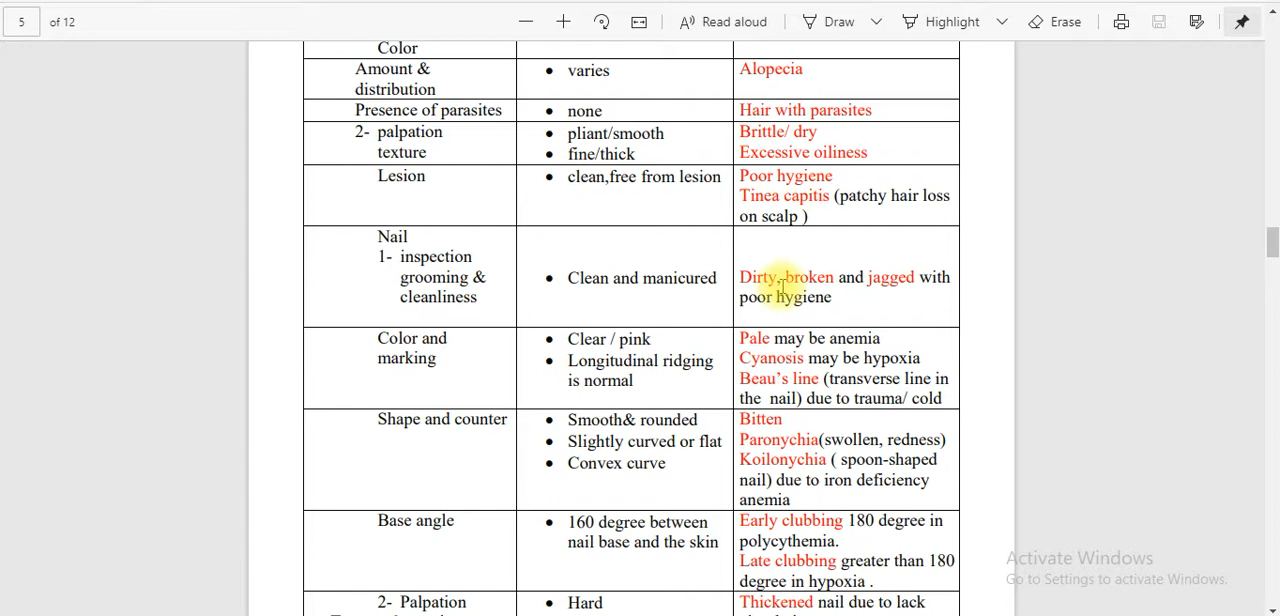 5 of 12
Read aloud
Draw
Highlight
Erase
Color
Amount &
distribution
• varies
Alopecia
Presence of parasites
• none
Hair with parasites
2- palpation
texture
• pliant/smooth
• fine/thick
Brittle/ dry
Excessive oiliness
Lesion
• clean,free from lesion
Poor hygiene
Tinea capitis (patchy hair loss
on scalp )
Nail
1- inspection
grooming &
cleanliness
• Clean and manicured
Dirty, broken and jagged with
poor hygiene
Color and
marking
• Clear / pink
• Longitudinal ridging
is normal
Pale may be anemia
Cyanosis may be hypoxia
Beau's line (transverse line in
the nail) due to trauma/ cold
Shape and counter
• Smooth& rounded
• Slightly curved or flat
• Convex curve
Bitten
Paronychia(swollen, redness)
Koilonychia ( spoon-shaped
nail) due to iron deficiency
anemia
Base angle
• 160 degree between
nail base and the skin
Early clubbing 180 degree in
polycythemia.
Late clubbing greater than 180
degree in hypoxia .
2- Palpation
• Hard
Thickened nail due to lack
Activate Windows
Go to Settings to activate Windows.